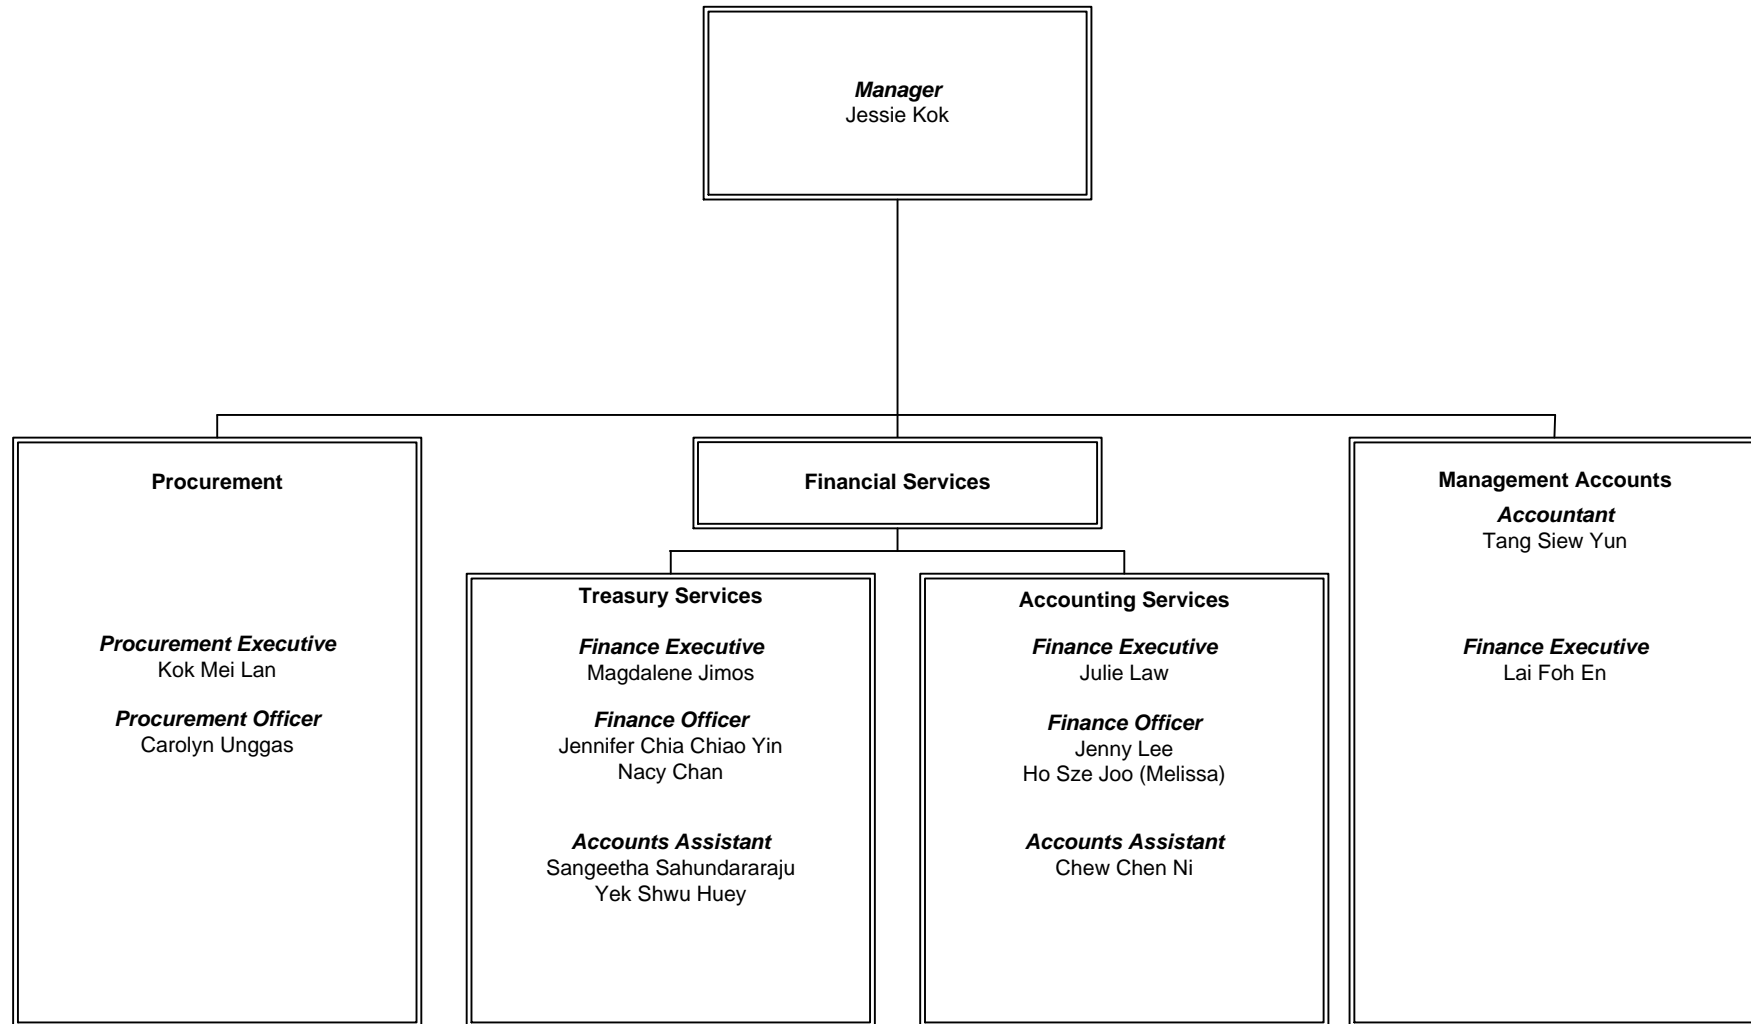 Manager
Jessie Kok
Procurement
Procurement Executive
Kok Mei Lan
Procurement Officer
Carolyn Unggas
Financial Services
Treasury Services
Finance Executive
Magdalene Jimos
Finance Officer
Jennifer Chia Chiao Yin
Nacy Chan
Accounts Assistant
Sangeetha Sahundararaju
Yek Shwu Huey
Accounting Services
Finance Executive
Julie Law
Finance Officer
Jenny Lee
Ho Sze Joo (Melissa)
Accounts Assistant
Chew Chen Ni
Management Accounts
Accountant
Tang Siew Yun
Finance Executive
Lai Foh En